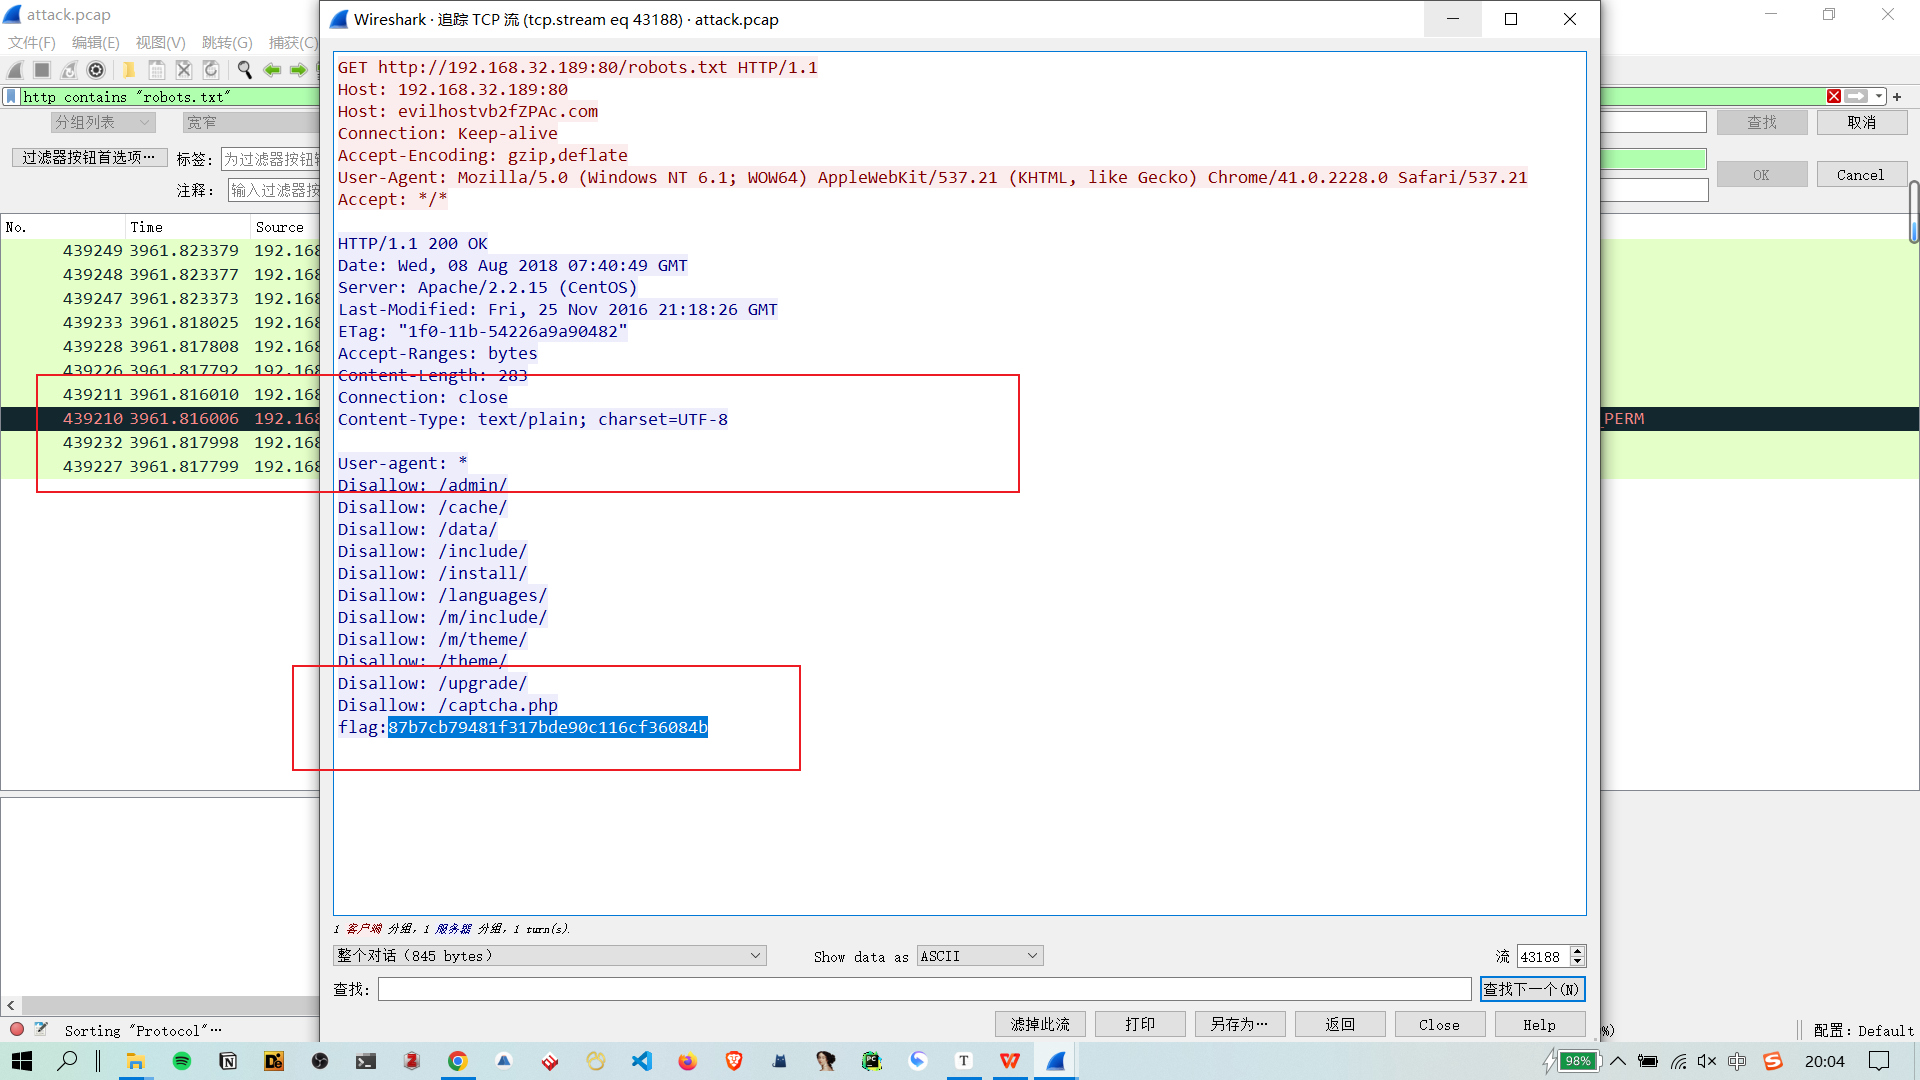 attack.pcap
Wireshark · 追踪 TCP 流 (tcp.stream eq 43188) · attack.pcap
文件(F) 编辑(E) 视图(V) 跳转(G) 捕获(C)
http contains "robots.txt"
分组列表 宽窄 查找 取消
过滤器按钮首选项… 标签: 为过滤器按钮 OK Cancel
注释: 输入过滤器按
No. Time Source
439249 3961.823379 192.168
439248 3961.823377 192.168
439247 3961.823373 192.168
439233 3961.818025 192.168
439228 3961.817808 192.168
439226 3961.817792 192.168
439211 3961.816010 192.168
439210 3961.816006 192.168 _PERM
439232 3961.817998 192.168
439227 3961.817799 192.168
GET http://192.168.32.189:80/robots.txt HTTP/1.1
Host: 192.168.32.189:80
Host: evilhostvb2fZPAc.com
Connection: Keep-alive
Accept-Encoding: gzip,deflate
User-Agent: Mozilla/5.0 (Windows NT 6.1; WOW64) AppleWebKit/537.21 (KHTML, like Gecko) Chrome/41.0.2228.0 Safari/537.21
Accept: */*
HTTP/1.1 200 OK
Date: Wed, 08 Aug 2018 07:40:49 GMT
Server: Apache/2.2.15 (CentOS)
Last-Modified: Fri, 25 Nov 2016 21:18:26 GMT
ETag: "1f0-11b-54226a9a90482"
Accept-Ranges: bytes
Content-Length: 283
Connection: close
Content-Type: text/plain; charset=UTF-8
User-agent: *
Disallow: /admin/
Disallow: /cache/
Disallow: /data/
Disallow: /include/
Disallow: /install/
Disallow: /languages/
Disallow: /m/include/
Disallow: /m/theme/
Disallow: /theme/
Disallow: /upgrade/
Disallow: /captcha.php
flag:87b7cb79481f317bde90c116cf36084b
1 客户端 分组, 1 服务器 分组, 1 turn(s).
整个对话 (845 bytes) Show data as ASCII 流 43188
查找: 查找下一个(N)
滤掉此流 打印 另存为… 返回 Close Help
Sorting "Protocol"… %) 配置: Default
98% 中 20:04